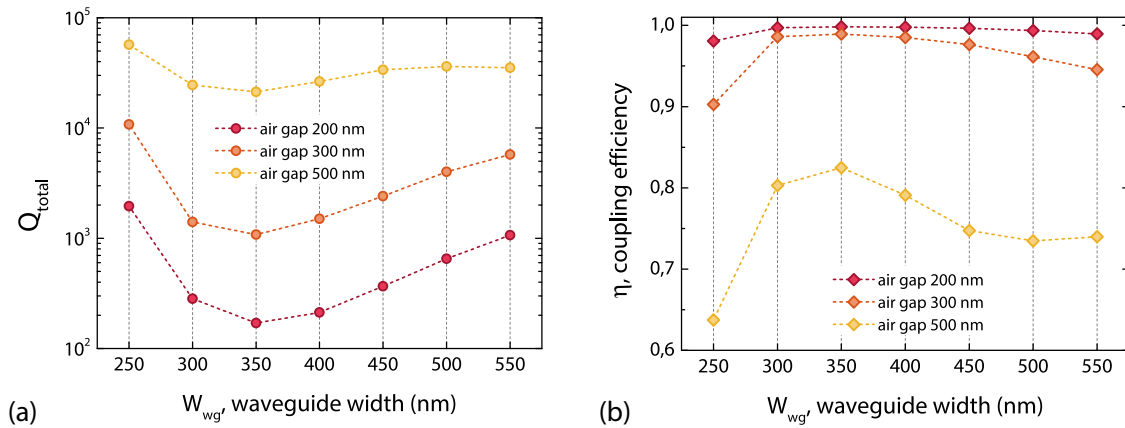 10^5
10^4
10^3
10^2
Q_total
air gap 200 nm
air gap 300 nm
air gap 500 nm
250 300 350 400 450 500 550
W_wg, waveguide width (nm)
(a)
1,0
0,9
0,8
0,7
0,6
η, coupling efficiency
air gap 200 nm
air gap 300 nm
air gap 500 nm
250 300 350 400 450 500 550
W_wg, waveguide width (nm)
(b)